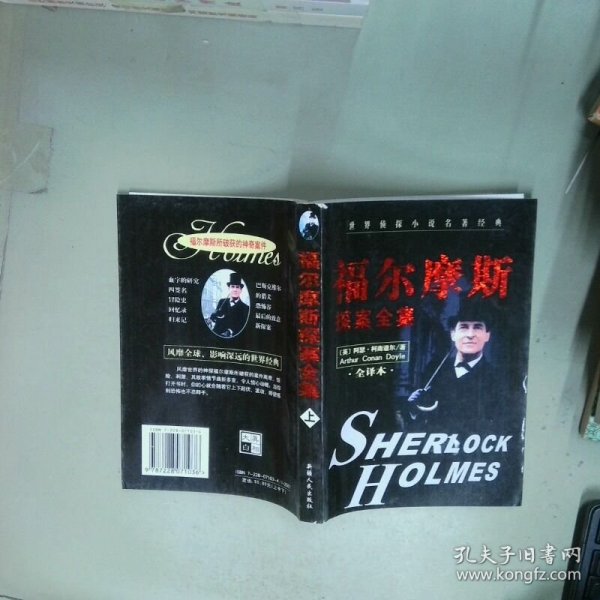 世界侦探小说名著经典
福尔摩斯
探案全案
[英] 阿瑟·柯南道尔/著
Arthur Conan Doyle
·全译本·
SHERLOCK
HOLMES
福尔摩斯探案全案
上
新疆人民出版社
Holmes
福尔摩斯所破获的神奇案件
血字的研究
四签名
冒险史
回忆录
归来记
巴斯克维尔
的猎犬
恐怖谷
最后的致意
新探案
风靡全球、影响深远的世界经典
9787228071036
孔夫子旧书网
www.kongfz.com